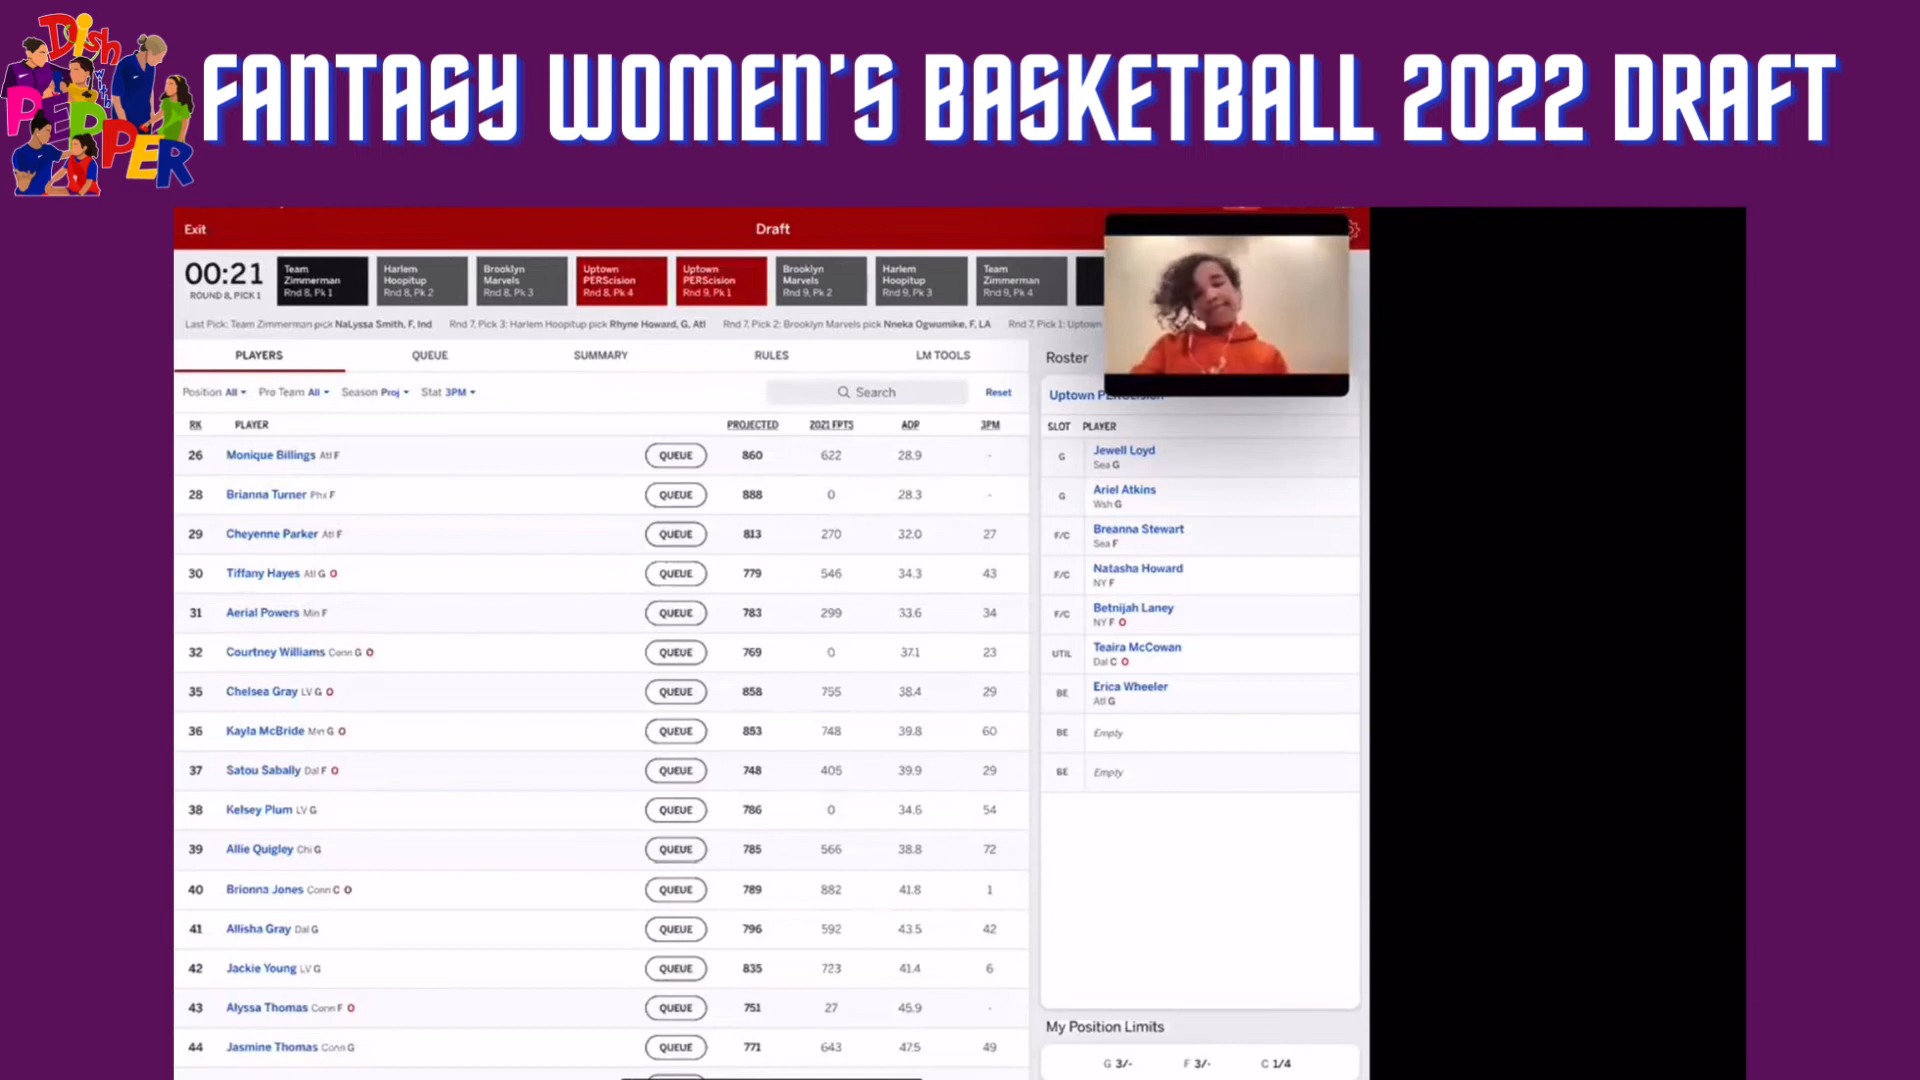 Dish
with
PEPPER
FANTASY WOMEN'S BASKETBALL 2022 DRAFT
Exit
Draft
00:21
ROUND 8, PICK 1
Team Zimmerman Rnd 8, Pk 1
Harlem Hoopitup Rnd 8, Pk 2
Brooklyn Marvels Rnd 8, Pk 3
Uptown PERScision Rnd 8, Pk 4
Uptown PERScision Rnd 9, Pk 1
Brooklyn Marvels Rnd 9, Pk 2
Harlem Hoopitup Rnd 9, Pk 3
Team Zimmerman Rnd 9, Pk 4
Last Pick: Team Zimmerman pick NaLyssa Smith, F, Ind Rnd 7, Pick 3: Harlem Hoopitup pick Rhyne Howard, G, Atl Rnd 7, Pick 2: Brooklyn Marvels pick Nneka Ogwumike, F, LA Rnd 7, Pick 1: Uptown
PLAYERS QUEUE SUMMARY RULES LM TOOLS
Position All Pro Team All Season Proj Stat 3PM Search Reset
RK PLAYER PROJECTED 2021 FPTS ADP 3PM
26 Monique Billings Atl F QUEUE 860 622 28.9 -
28 Brianna Turner Phx F QUEUE 888 0 28.3 -
29 Cheyenne Parker Atl F QUEUE 813 270 32.0 27
30 Tiffany Hayes Atl G O QUEUE 779 546 34.3 43
31 Aerial Powers Min F QUEUE 783 299 33.6 34
32 Courtney Williams Conn G O QUEUE 769 0 37.1 23
35 Chelsea Gray LV G O QUEUE 858 755 38.4 29
36 Kayla McBride Min G O QUEUE 853 748 39.8 60
37 Satou Sabally Dal F O QUEUE 748 405 39.9 29
38 Kelsey Plum LV G QUEUE 786 0 34.6 54
39 Allie Quigley Chi G QUEUE 785 566 38.8 72
40 Brionna Jones Conn C O QUEUE 789 882 41.8 1
41 Allisha Gray Dal G QUEUE 796 592 43.5 42
42 Jackie Young LV G QUEUE 835 723 41.4 6
43 Alyssa Thomas Conn F O QUEUE 751 27 45.9 -
44 Jasmine Thomas Conn G QUEUE 771 643 47.5 49
Roster
Uptown PERScision
SLOT PLAYER
G Jewell Loyd
Sea G
G Ariel Atkins
Wsh G
F/C Breanna Stewart
Sea F
F/C Natasha Howard
NY F
F/C Betnijah Laney
NY F O
UTIL Teaira McCowan
Dal C O
BE Erica Wheeler
Atl G
BE Empty
BE Empty
My Position Limits
G 3/- F 3/- C 1/4